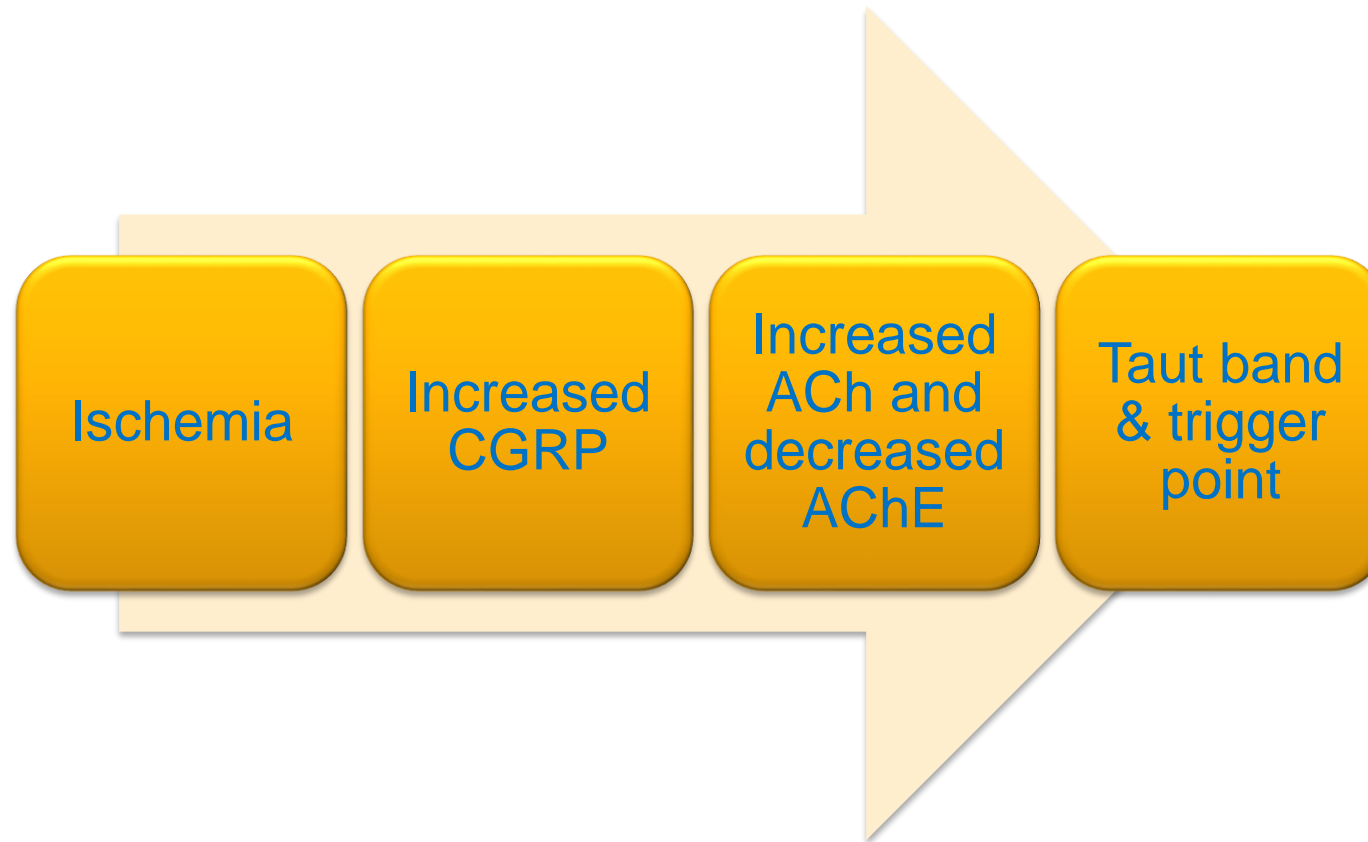 Ischemia
Increased
CGRP
Increased
ACh and
decreased
AChE
Taut band
& trigger
point